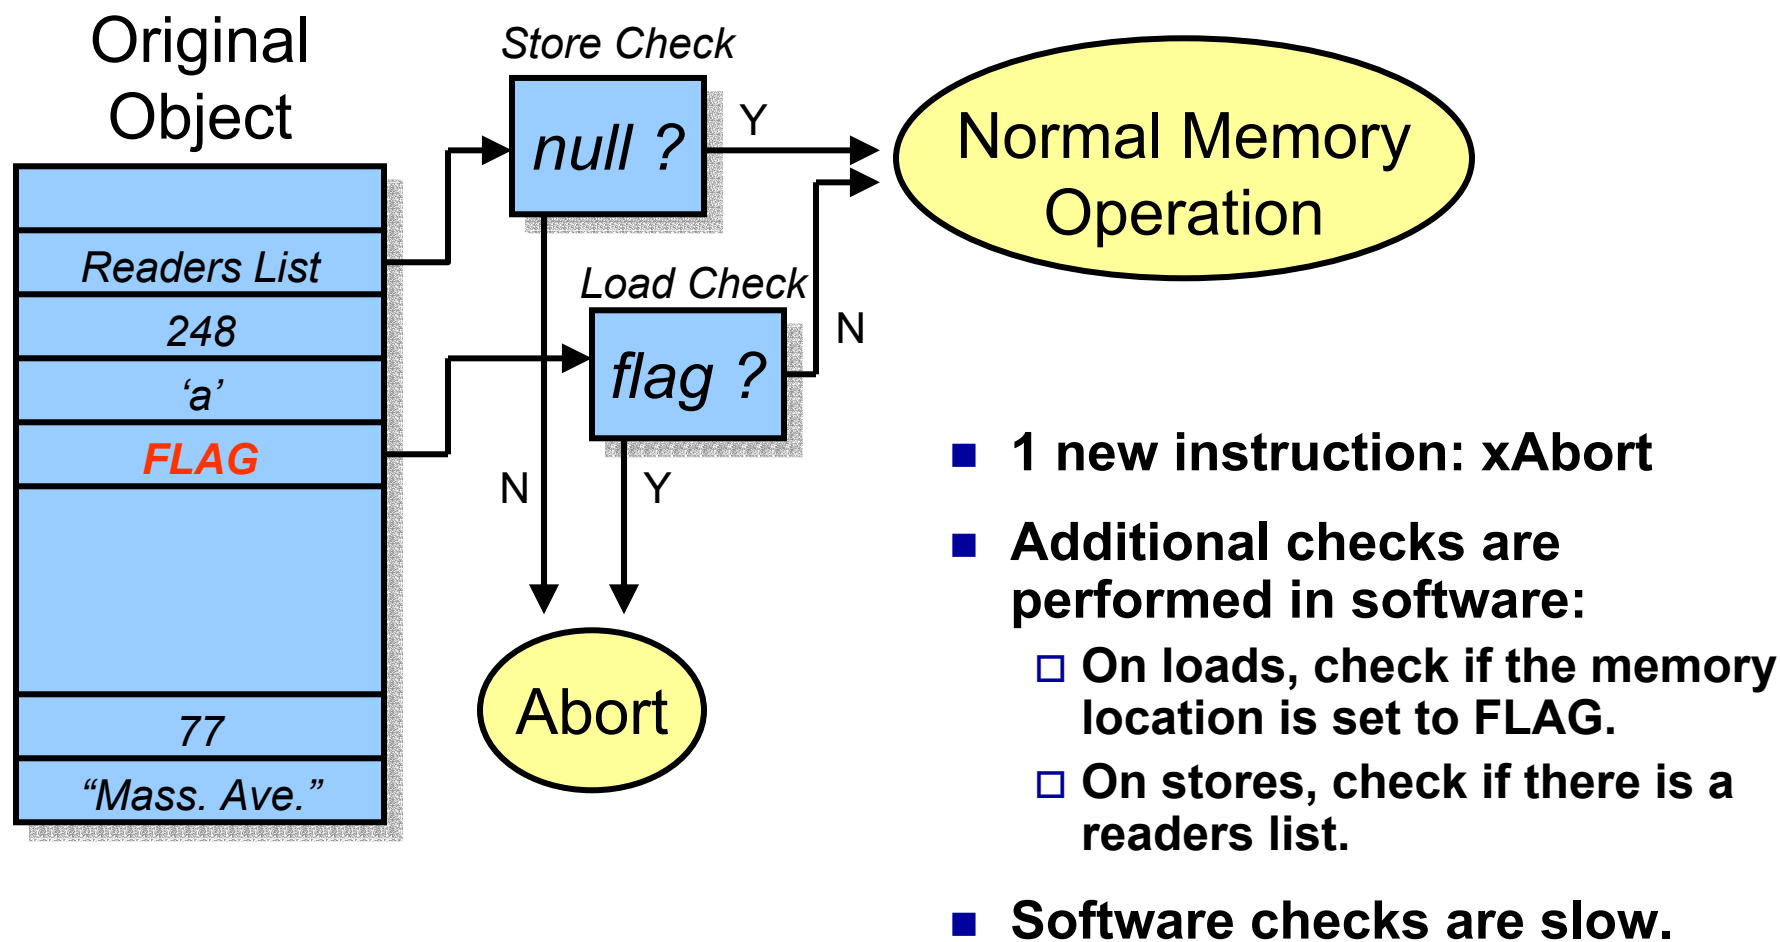 Original
Object
Readers List
248
‘a’
FLAG
77
“Mass. Ave.”
Store Check
null ?
Y
N
Load Check
flag ?
N
Y
Normal Memory
Operation
Abort
1 new instruction: xAbort
Additional checks are
performed in software:
On loads, check if the memory
location is set to FLAG.
On stores, check if there is a
readers list.
Software checks are slow.